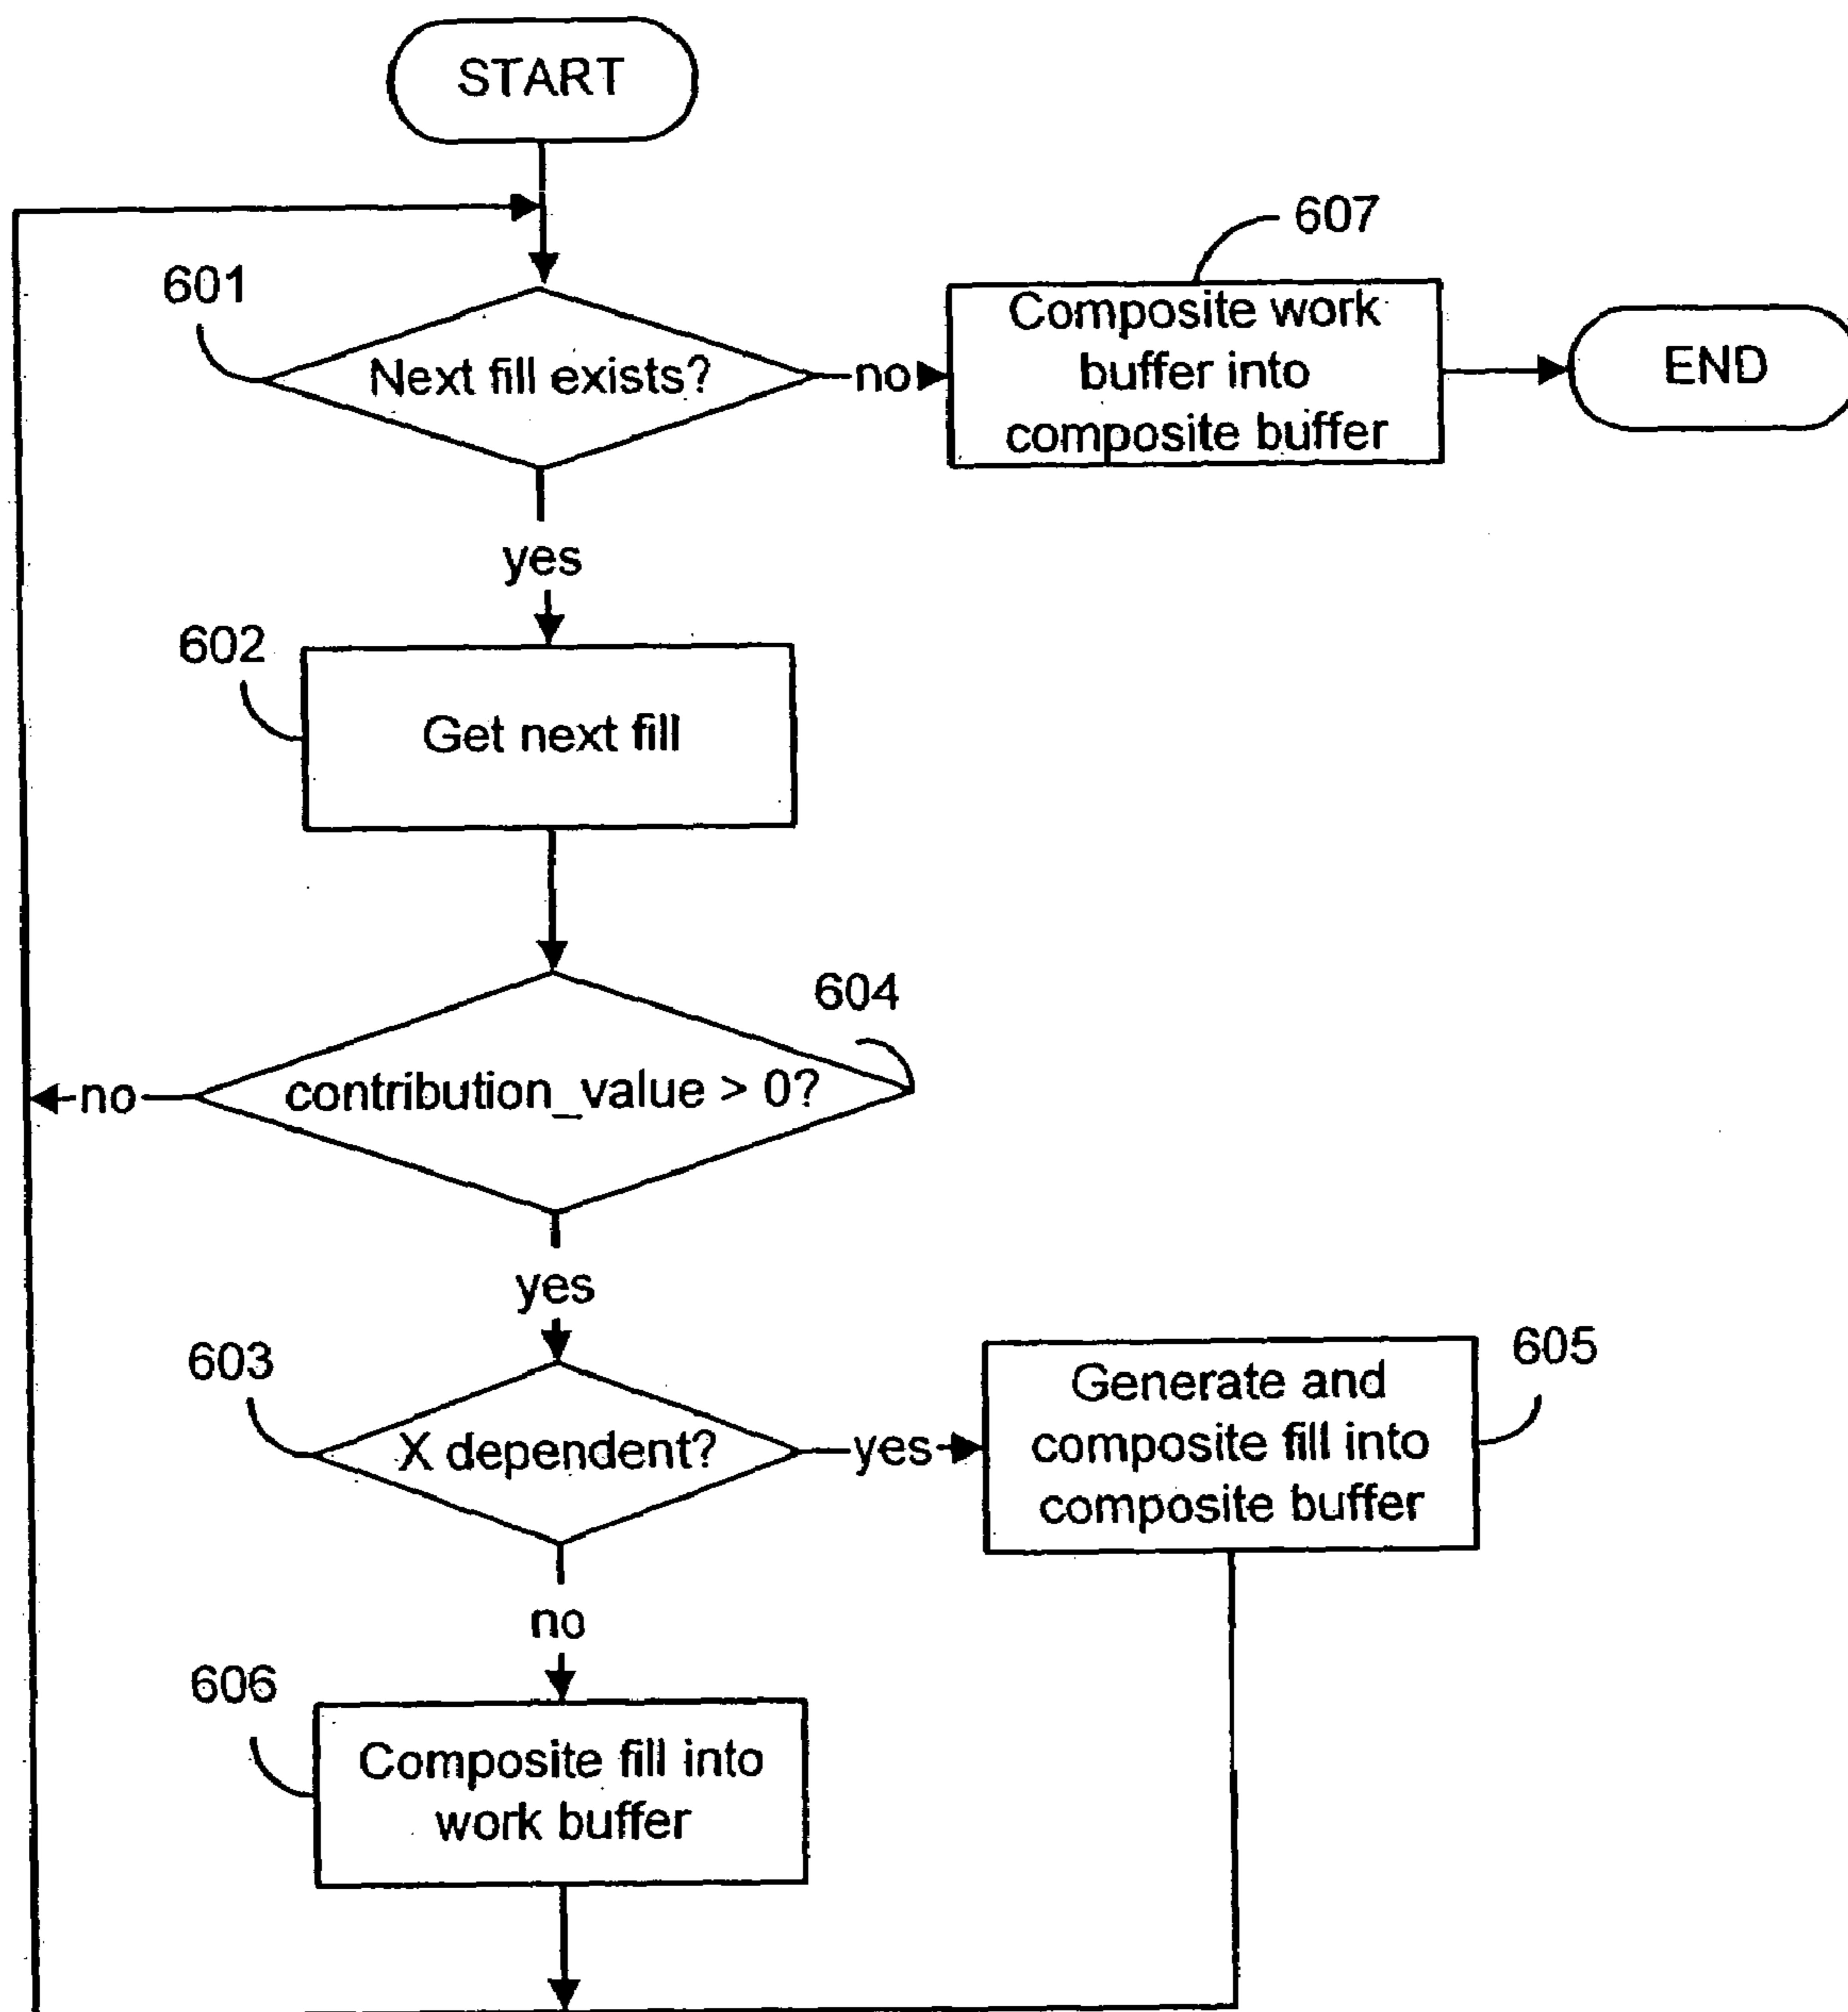 START
607
601
Next fill exists?
no
Composite work
buffer into
composite buffer
END
yes
602
Get next fill
604
no
contribution_value > 0?
yes
603
X dependent?
yes
Generate and
composite fill into
composite buffer
605
no
606
Composite fill into
work buffer